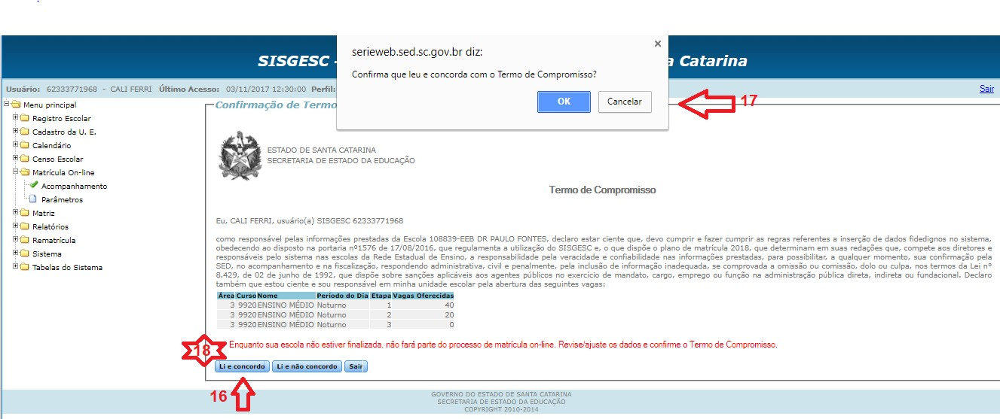 serieweb.sed.sc.gov.br diz:
Confirma que leu e concorda com o Termo de Compromisso?
OK Cancelar
17
SISGESC - a Catarina
Usuário: 62333771968 - CALI FERRI Último Acesso: 03/11/2017 12:30:00 Perfil: Sair
Menu principal
Registro Escolar
Cadastro da U. E.
Calendário
Censo Escolar
Matrícula On-line
Acompanhamento
Parâmetros
Matriz
Relatórios
Rematrícula
Sistema
Tabelas do Sistema
Confirmação de Termo
ESTADO DE SANTA CATARINA
SECRETARIA DE ESTADO DA EDUCAÇÃO
Termo de Compromisso
Eu, CALI FERRI, usuário(a) SISGESC 62333771968
como responsável pelas informações prestadas da Escola 108839-EEB DR PAULO FONTES, declaro estar ciente que, devo cumprir e fazer cumprir as regras referentes a inserção de dados fidedignos no sistema,
obedecendo ao disposto na portaria nº1576 de 17/08/2016, que regulamenta a utilização do SISGESC e, o que dispõe o plano de matrícula 2018, que determinam em suas redações que, compete aos diretores e
responsáveis pelo sistema nas escolas da Rede Estadual de Ensino, a responsabilidade pela veracidade e confiabilidade nas informações prestadas, para possibilitar, a qualquer momento, sua confirmação pela
SED, no acompanhamento e na fiscalização, respondendo administrativa, civil e penalmente, pela inclusão de informação inadequada, se comprovada a omissão ou comissão, dolo ou culpa, nos termos da Lei nº
8.429, de 02 de junho de 1992, que dispõe sobre sanções aplicáveis aos agentes públicos no exercício de mandato, cargo, emprego ou função na administração pública direta, indireta ou fundacional. Declaro
também que estou ciente e sou responsável em minha unidade escolar pela abertura das seguintes vagas:
Área Curso Nome Período do Dia Etapa Vagas Oferecidas
3 9920 ENSINO MÉDIO Noturno 1 40
3 9920 ENSINO MÉDIO Noturno 2 20
3 9920 ENSINO MÉDIO Noturno 3 0
18 Enquanto sua escola não estiver finalizada, não fará parte do processo de matrícula on-line. Revise/ajuste os dados e confirme o Termo de Compromisso.
Li e concordo Li e não concordo Sair
16
GOVERNO DO ESTADO DE SANTA CATARINA
SECRETARIA DE ESTADO DA EDUCAÇÃO
COPYRIGHT 2010-2014